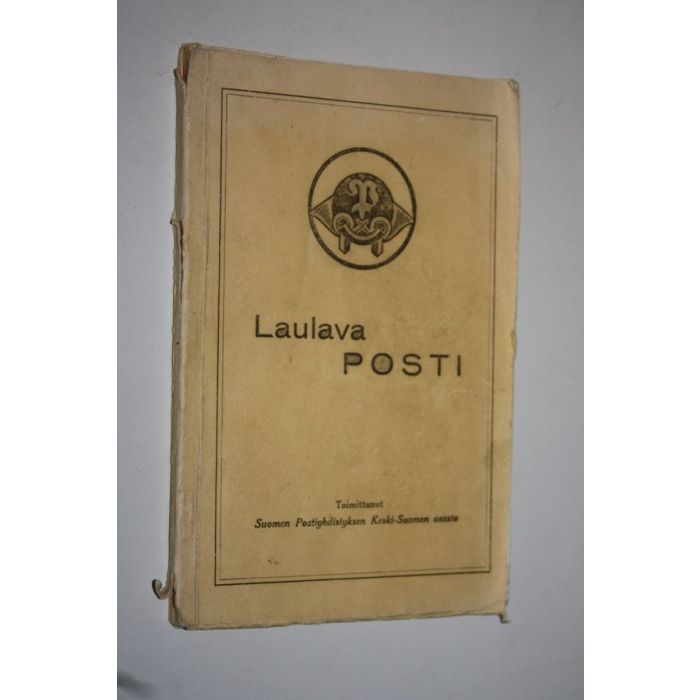 P
Laulava
POSTI
Toimittanut
Suomen Postiyhdistyksen Keski-Suomen osasto